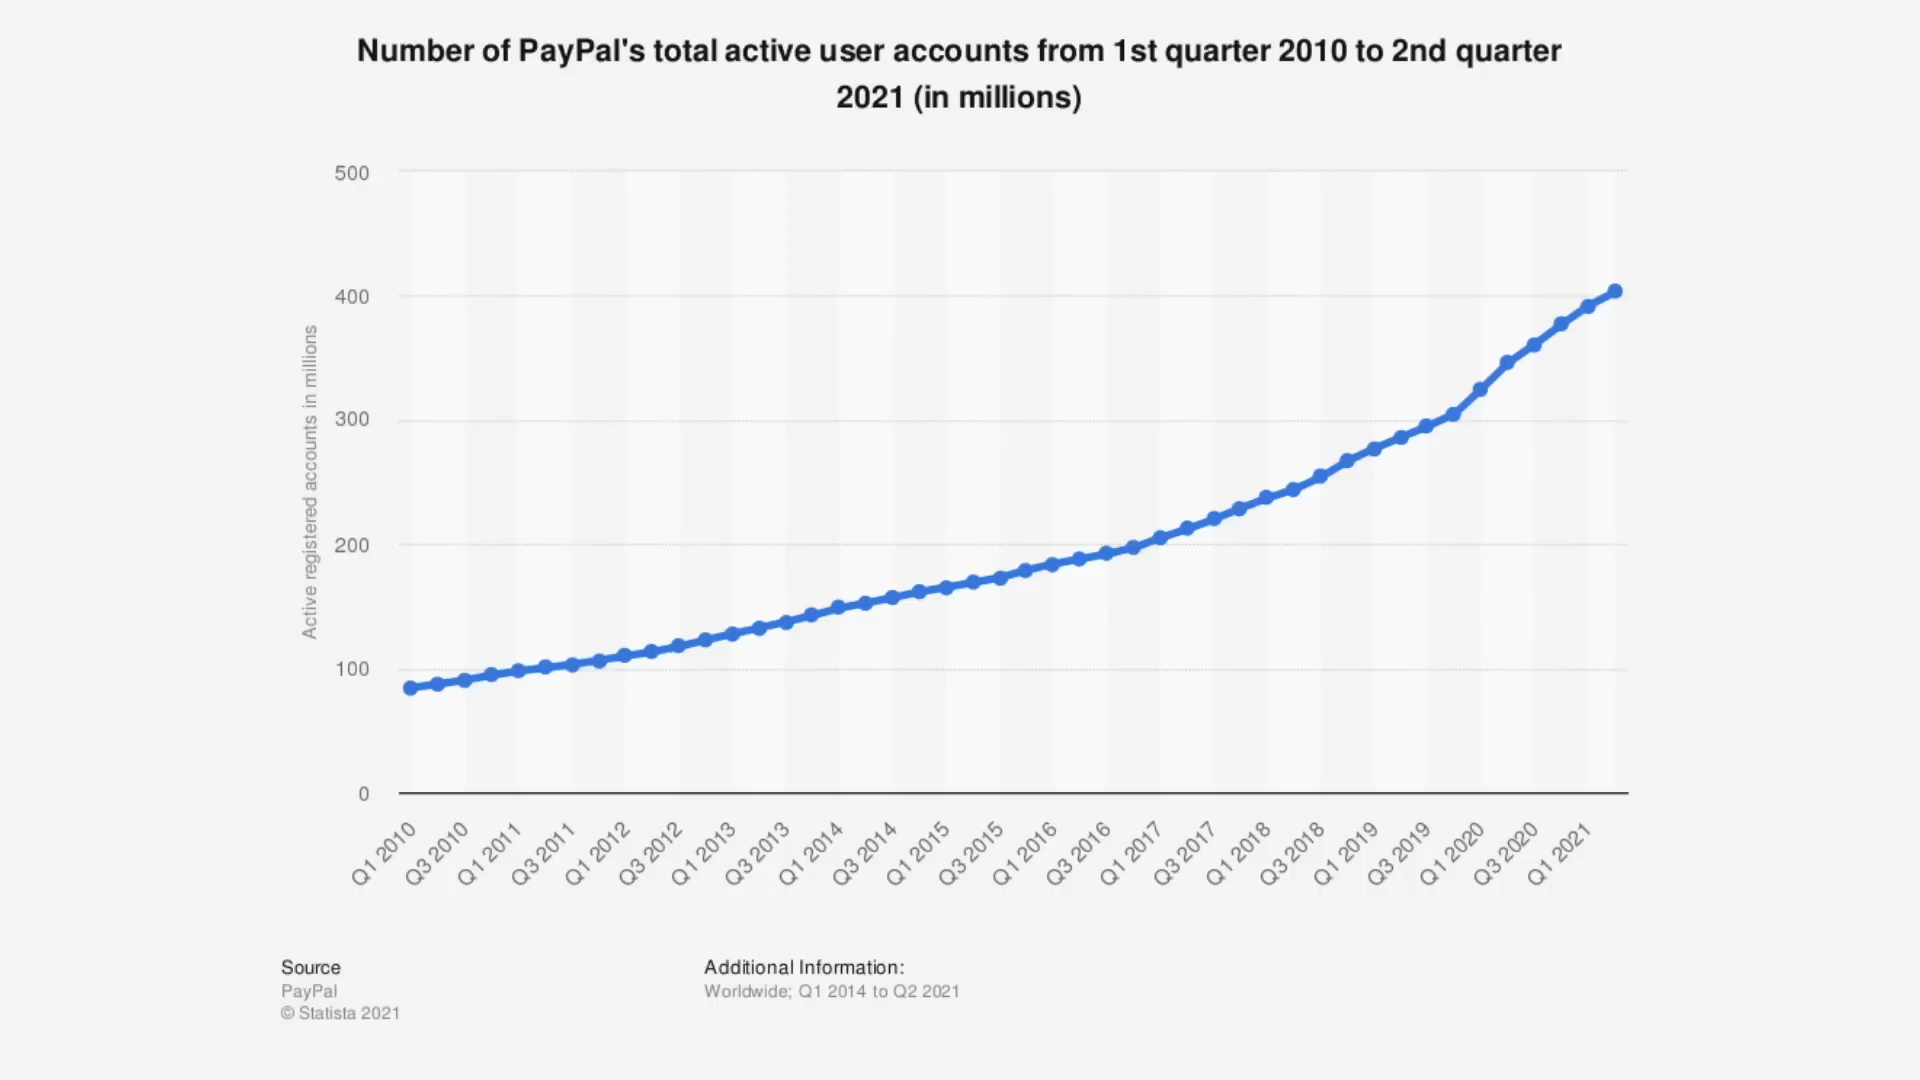 Number of PayPal's total active user accounts from 1st quarter 2010 to 2nd quarter
2021 (in millions)
500
400
300
200
100
0
Active registered accounts in millions
Q1 2010
Q3 2010
Q1 2011
Q3 2011
Q1 2012
Q3 2012
Q1 2013
Q3 2013
Q1 2014
Q3 2014
Q1 2015
Q3 2015
Q1 2016
Q3 2016
Q1 2017
Q3 2017
Q1 2018
Q3 2018
Q1 2019
Q3 2019
Q1 2020
Q3 2020
Q1 2021
Source
PayPal
© Statista 2021
Additional Information:
Worldwide; Q1 2014 to Q2 2021